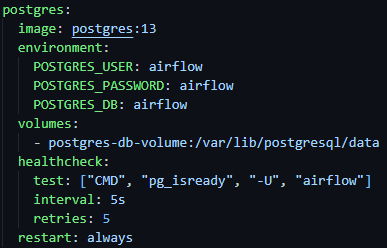 postgres:
  image: postgres:13
  environment:
    POSTGRES_USER: airflow
    POSTGRES_PASSWORD: airflow
    POSTGRES_DB: airflow
  volumes:
    - postgres-db-volume:/var/lib/postgresql/data
  healthcheck:
    test: ["CMD", "pg_isready", "-U", "airflow"]
    interval: 5s
    retries: 5
  restart: always